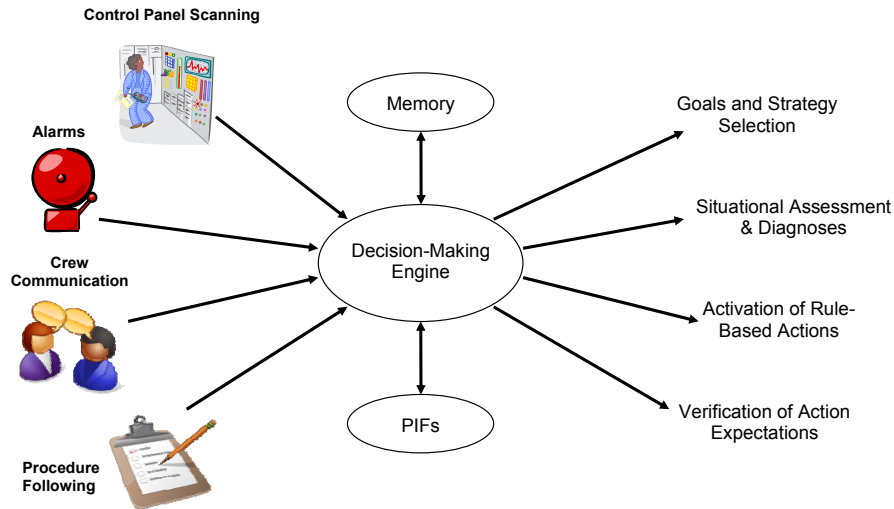 Control Panel Scanning
Alarms
Crew
Communication
Procedure
Following
Memory
Decision-Making
Engine
PIFs
Goals and Strategy
Selection
Situational Assessment
& Diagnoses
Activation of Rule-
Based Actions
Verification of Action
Expectations